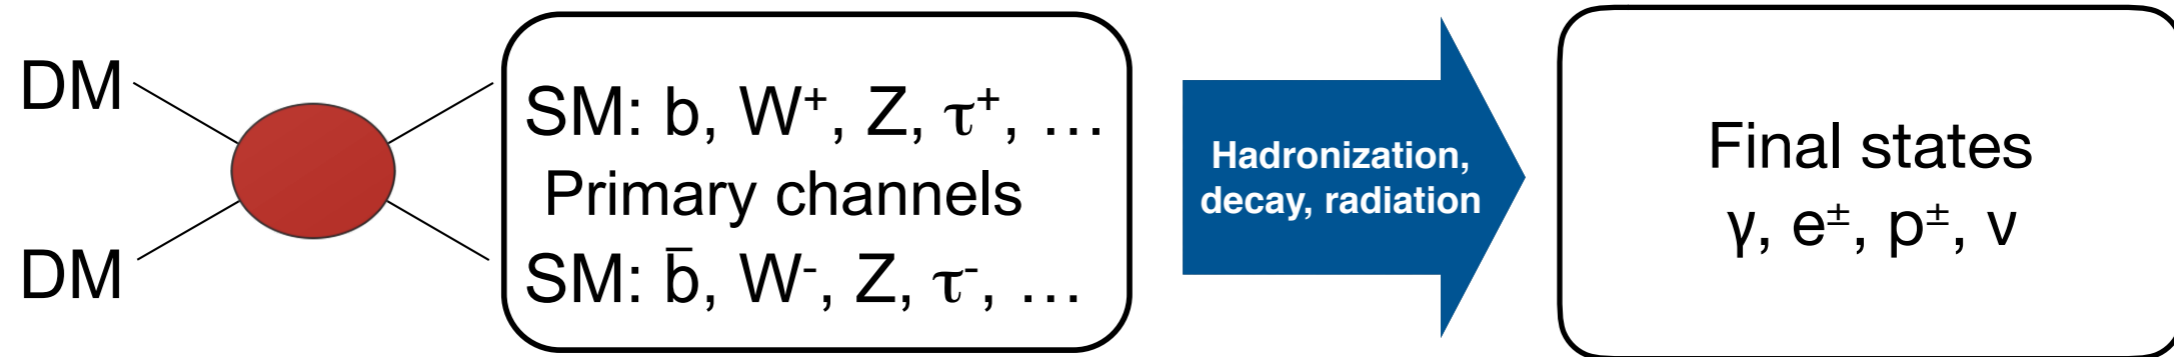 DM
DM
SM: b, W⁺, Z, τ⁺, …
Primary channels
SM: b̄, W⁻, Z, τ⁻, …
Hadronization,
decay, radiation
Final states
γ, e±, p±, ν